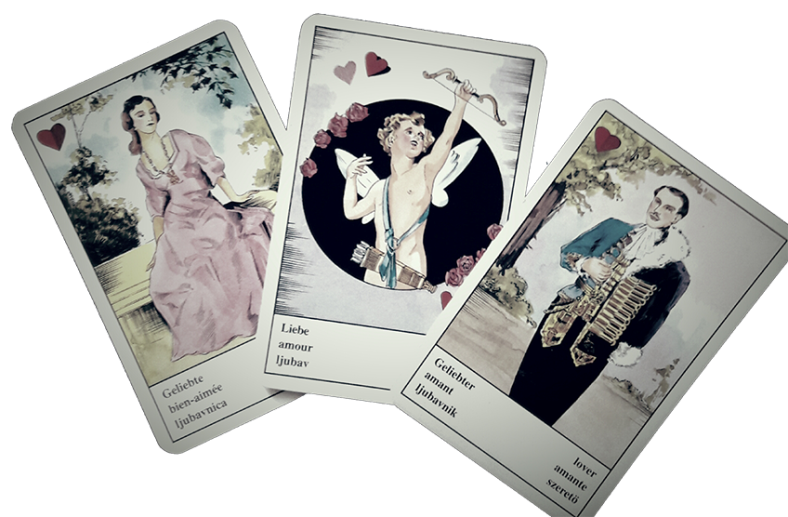 Geliebte
bien-aimée
ljubavnica
Liebe
amour
ljubav
Geliebter
amant
ljubavnik
lover
amante
szerető